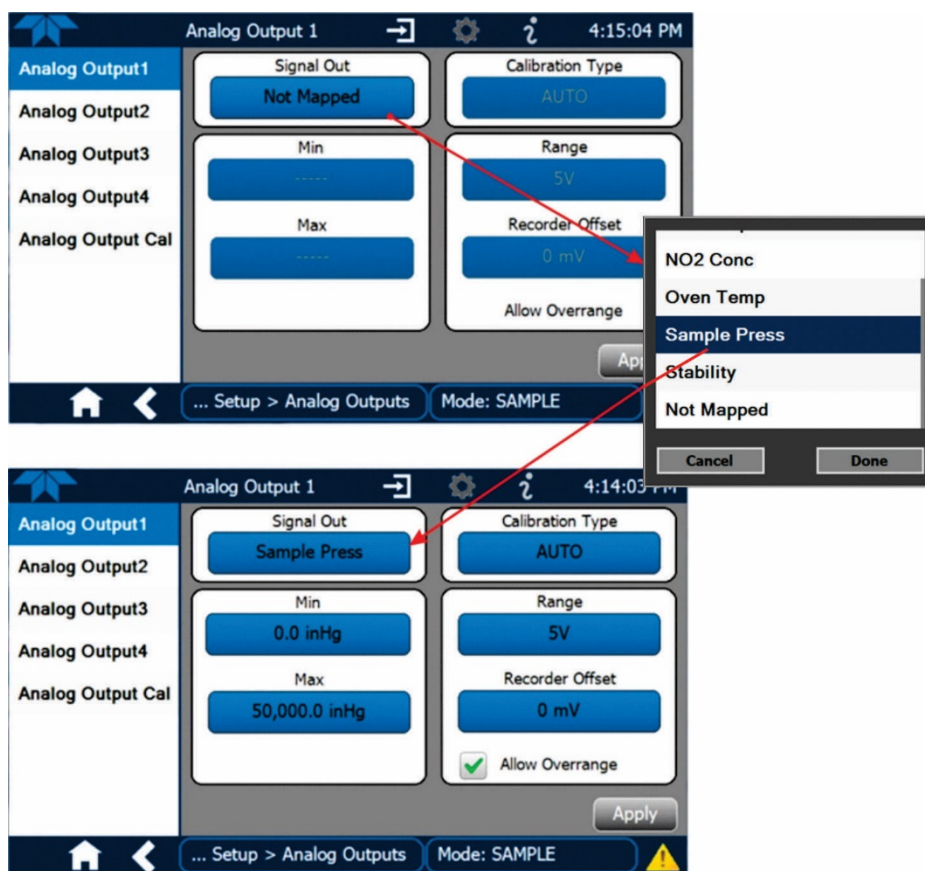 Analog Output 1
4:15:04 PM
Analog Output1
Analog Output2
Analog Output3
Analog Output4
Analog Output Cal
Signal Out
Not Mapped
Min
-----
Max
-----
Calibration Type
AUTO
Range
5V
Recorder Offset
0 mV
Allow Overrange
... Setup > Analog Outputs
Mode: SAMPLE
NO2 Conc
Oven Temp
Sample Press
Stability
Not Mapped
Cancel
Done
Analog Output 1
4:14:03 PM
Analog Output1
Analog Output2
Analog Output3
Analog Output4
Analog Output Cal
Signal Out
Sample Press
Min
0.0 inHg
Max
50,000.0 inHg
Calibration Type
AUTO
Range
5V
Recorder Offset
0 mV
Allow Overrange
Apply
... Setup > Analog Outputs
Mode: SAMPLE